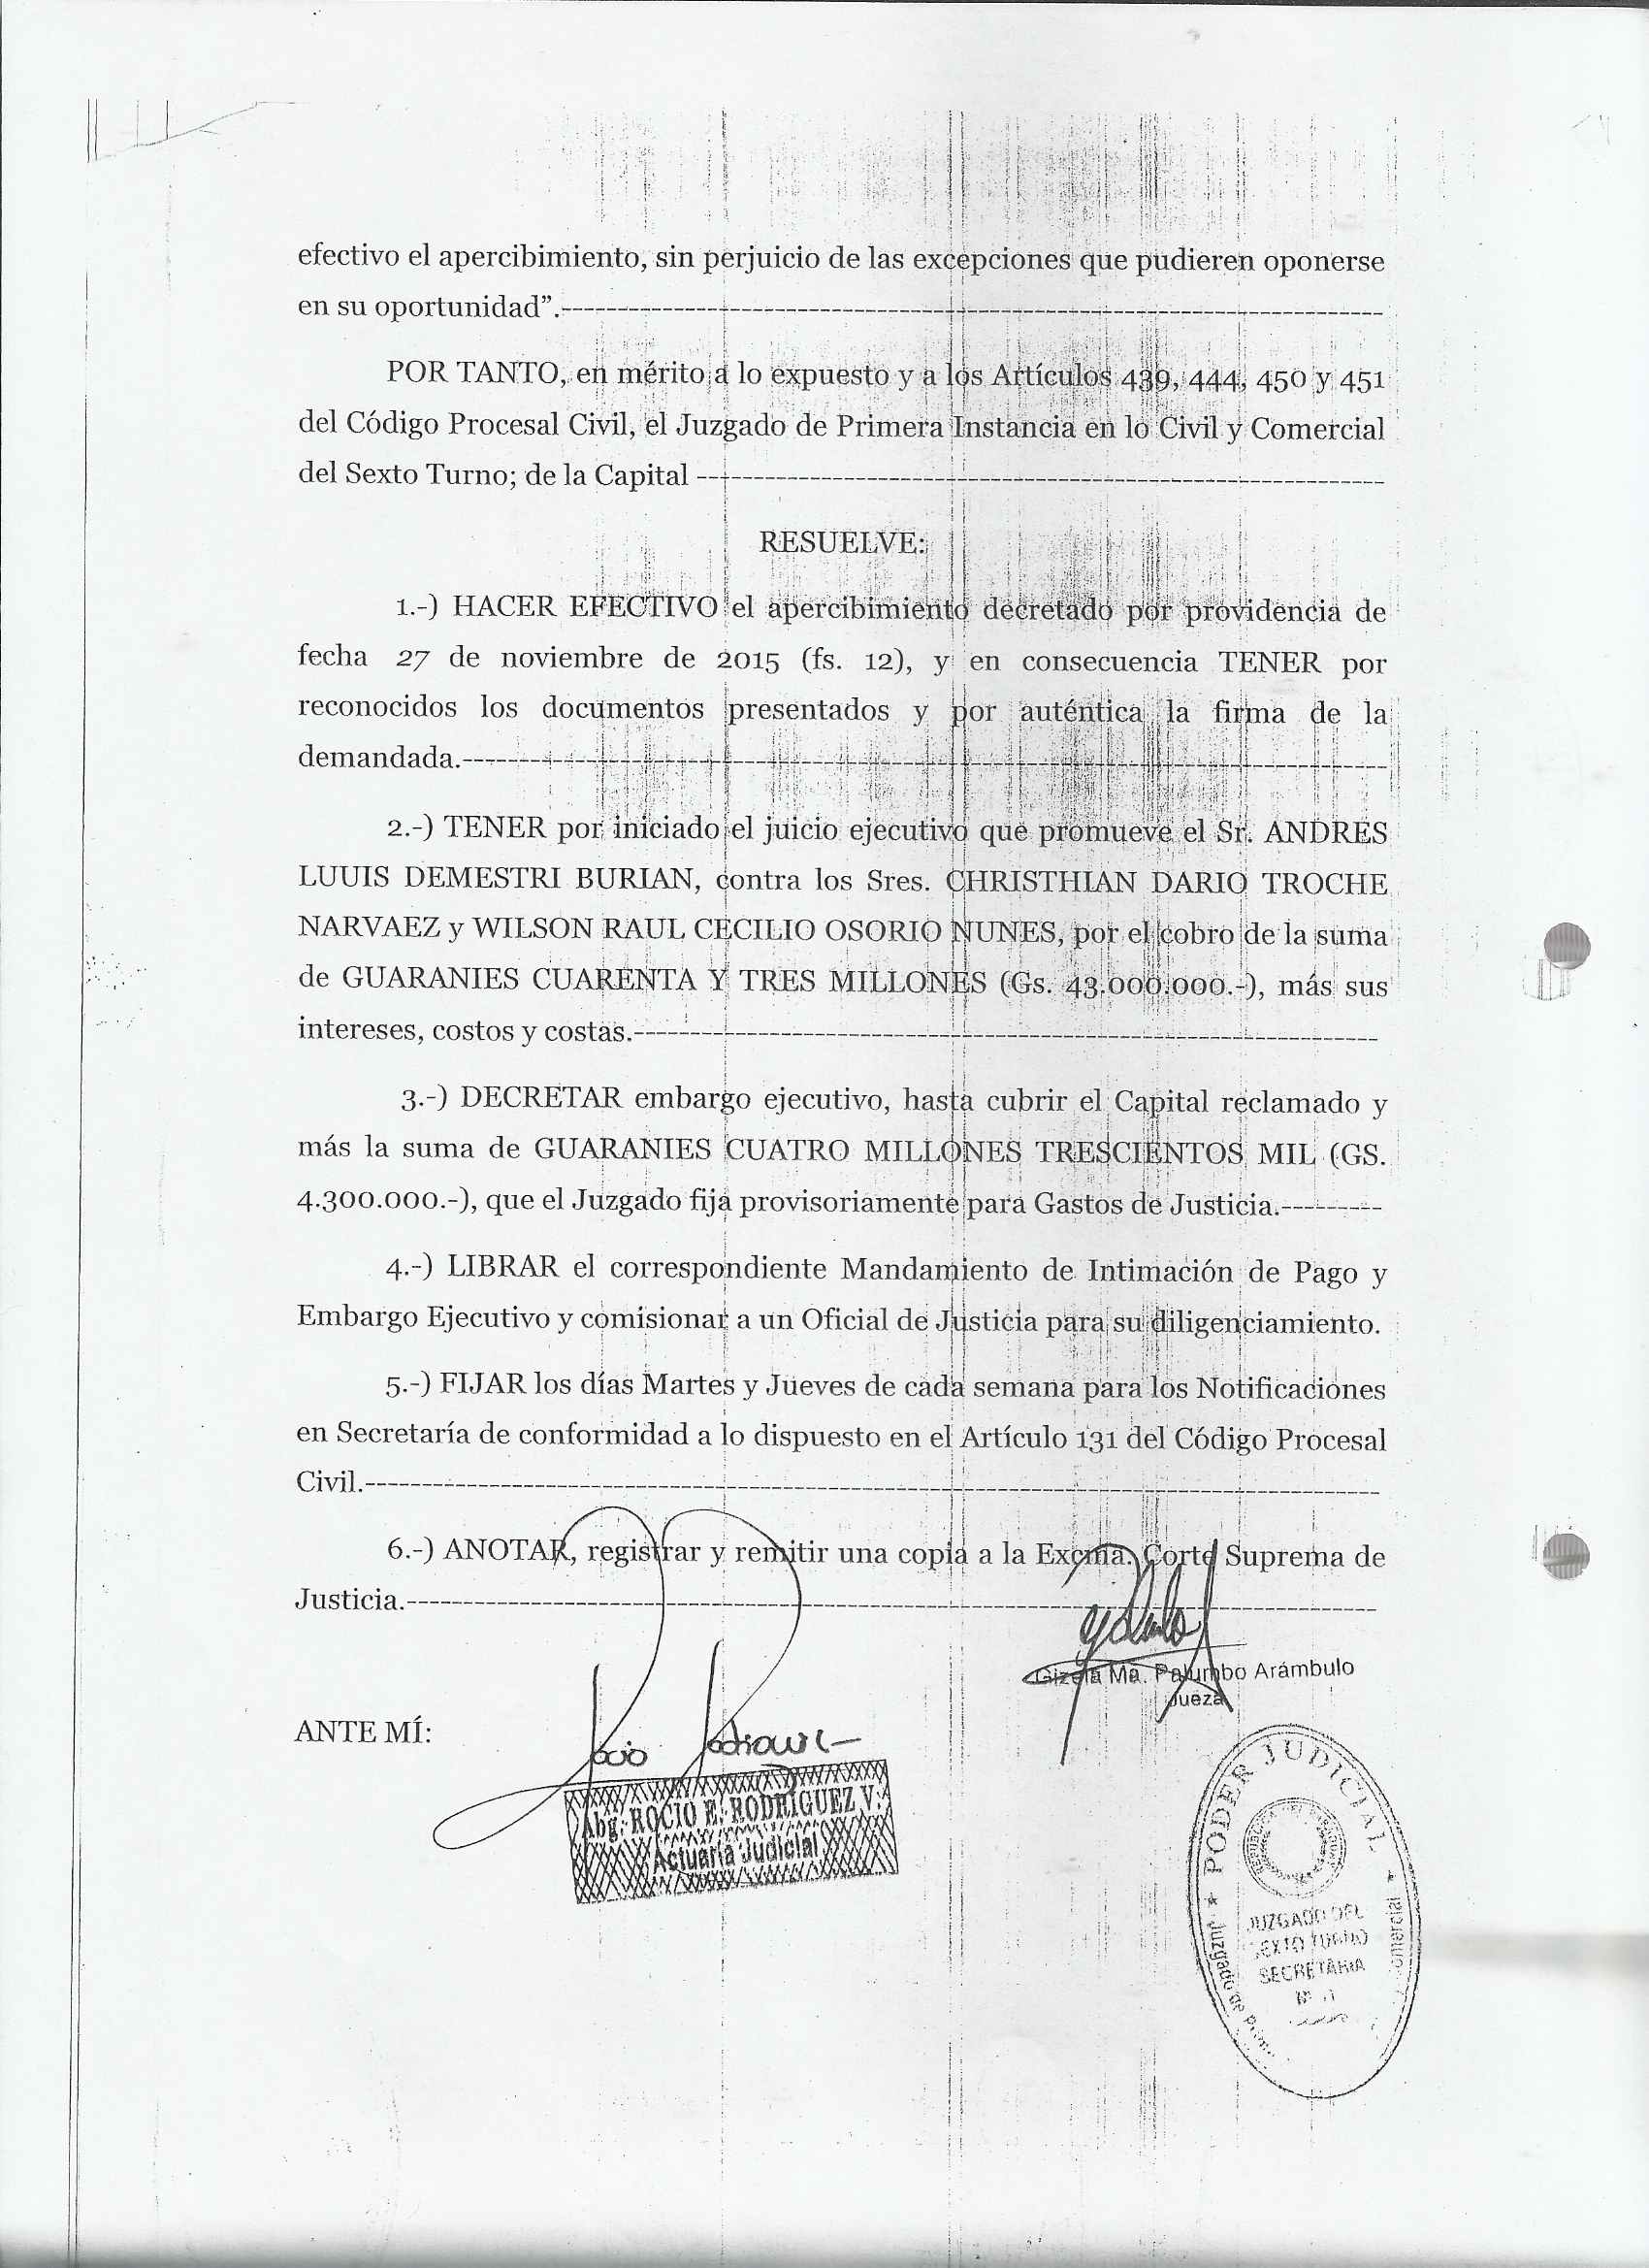 efectivo el apercibimiento, sin perjuicio de las excepciones que pudieren oponerse
en su oportunidad”.-----------------------------------------------------------------------
POR TANTO, en mérito a lo expuesto y a los Artículos 439, 444, 450 y 451
del Código Procesal Civil, el Juzgado de Primera Instancia en lo Civil y Comercial
del Sexto Turno; de la Capital -----------------------------------------------------------
RESUELVE:
1.-) HACER EFECTIVO el apercibimiento decretado por providencia de
fecha 27 de noviembre de 2015 (fs. 12), y en consecuencia TENER por
reconocidos los documentos presentados y por auténtica la firma de la
demandada.-------------------------------------------------------------------------------
2.-) TENER por iniciado el juicio ejecutivo que promueve el Sr. ANDRES
LUUIS DEMESTRI BURIAN, contra los Sres. CHRISTHIAN DARIO TROCHE
NARVAEZ y WILSON RAUL CECILIO OSORIO NUNES, por el cobro de la suma
de GUARANIES CUARENTA Y TRES MILLONES (Gs. 43.000.000.-), más sus
intereses, costos y costas.----------------------------------------------------------------
3.-) DECRETAR embargo ejecutivo, hasta cubrir el Capital reclamado y
más la suma de GUARANIES CUATRO MILLONES TRESCIENTOS MIL (GS.
4.300.000.-), que el Juzgado fija provisoriamente para Gastos de Justicia.---------
4.-) LIBRAR el correspondiente Mandamiento de Intimación de Pago y
Embargo Ejecutivo y comisionar a un Oficial de Justicia para su diligenciamiento.
5.-) FIJAR los días Martes y Jueves de cada semana para los Notificaciones
en Secretaría de conformidad a lo dispuesto en el Artículo 131 del Código Procesal
Civil.----------------------------------------------------------------------------------------
6.-) ANOTAR, registrar y remitir una copia a la Excma. Corte Suprema de
Justicia.------------------------------------------------------------------------------------
Gizela Ma. Palumbo Arámbulo
Jueza
ANTE MÍ:
Abg. ROCIO E. RODRIGUEZ V.
Actuaria Judicial
PODER JUDICIAL
JUZGADO DEL
SEXTO TURNO
SECRETARIA
Juzgado de